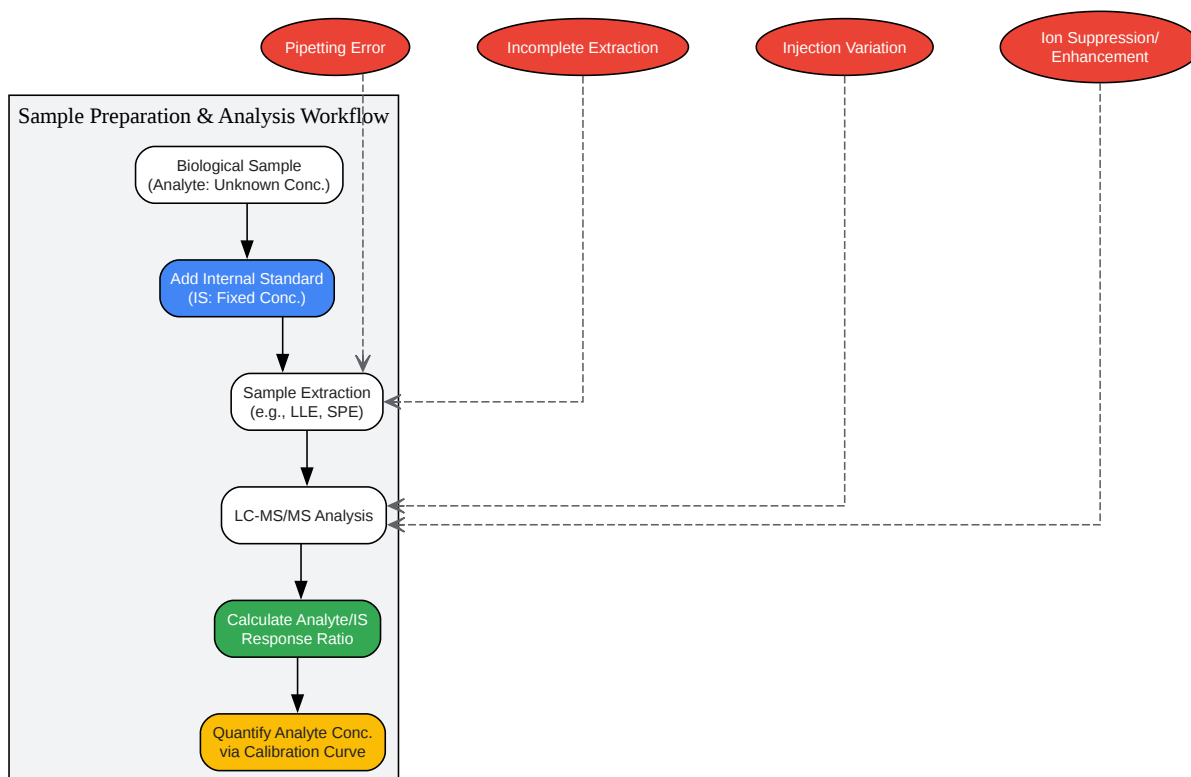 Pipetting Error
Incomplete Extraction
Injection Variation
Ion Suppression/
Enhancement
Sample Preparation & Analysis Workflow
Biological Sample
(Analyte: Unknown Conc.)
Add Internal Standard
(IS: Fixed Conc.)
Sample Extraction
(e.g., LLE, SPE)
LC-MS/MS Analysis
Calculate Analyte/IS
Response Ratio
Quantify Analyte Conc.
via Calibration Curve